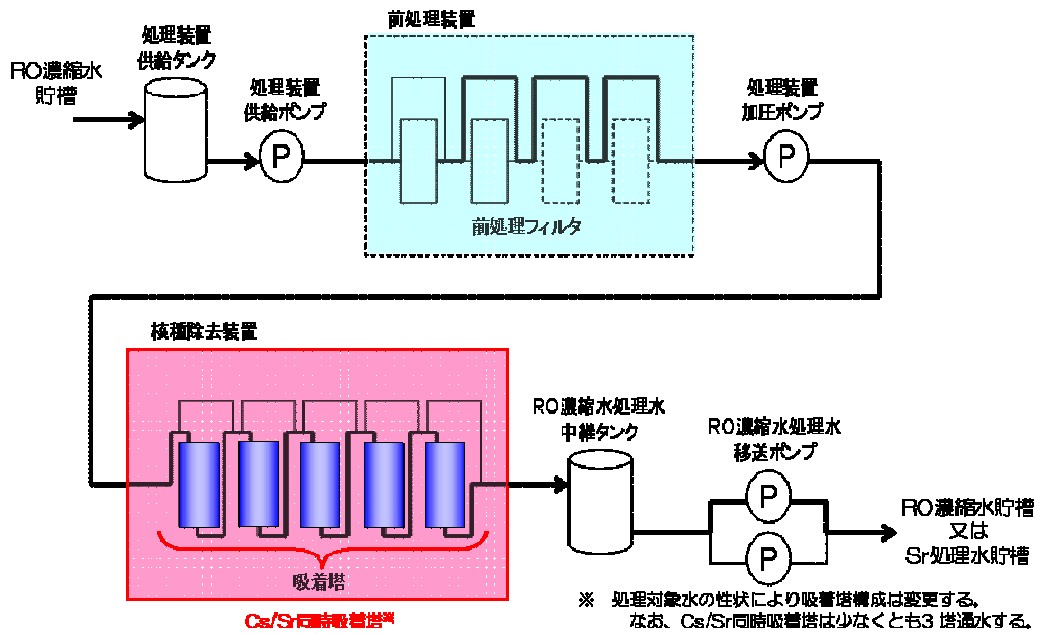 前処理装置
処理装置
供給タンク
RO濃縮水
貯槽
処理装置
供給ポンプ
P
前処理フィルタ
処理装置
加圧ポンプ
P
核種除去装置
吸着塔
Cs/Sr同時吸着塔※
RO濃縮水処理水
中継タンク
RO濃縮水処理水
移送ポンプ
P
P
RO濃縮水貯槽
又は
Sr処理水貯槽
※ 処理対象水の性状により吸着塔構成は変更する。
なお、Cs/Sr同時吸着塔は少なくとも3 塔通水する。